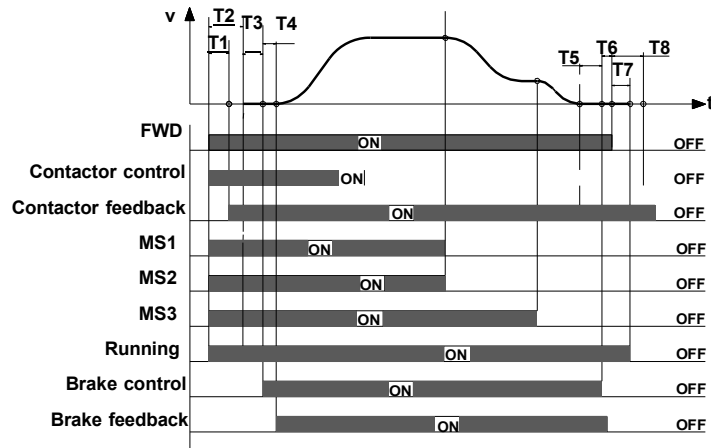 v T2 T3 T4
T1 T5 T6 T8
T7
t
FWD ON OFF
Contactor control ON OFF
Contactor feedback ON OFF
MS1 ON OFF
MS2 ON OFF
MS3 ON OFF
Running ON OFF
Brake control ON OFF
Brake feedback ON OFF